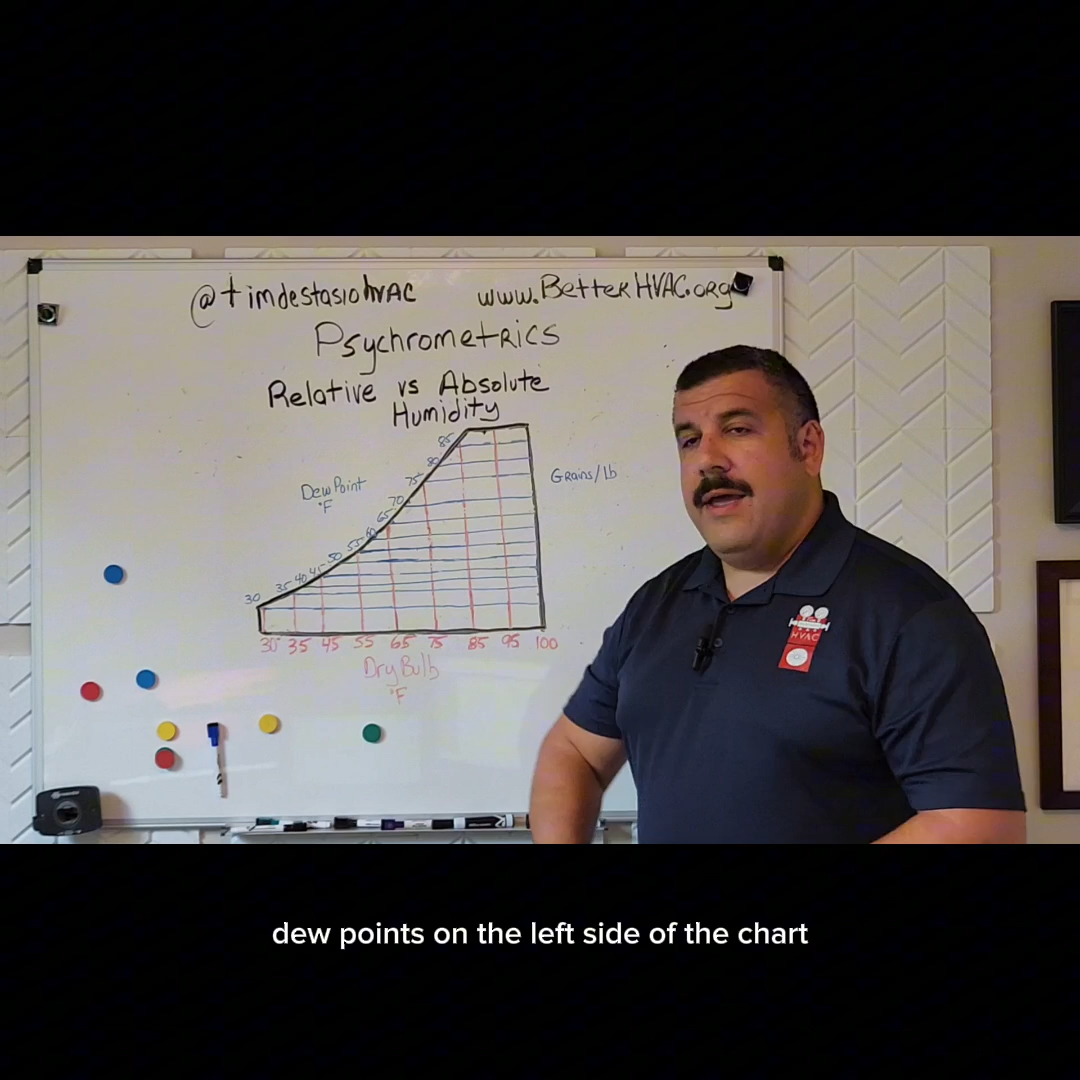 @timdestasiohvac www.BetterHVAC.org
Psychrometrics
Relative vs Absolute
Humidity
85
80
75
Grains/Lb
Dew Point
°F
70
65
60
55
50
45
40
35
30
30 35 45 55 65 75 85 95 100
Dry Bulb
°F
HVAC
dew points on the left side of the chart